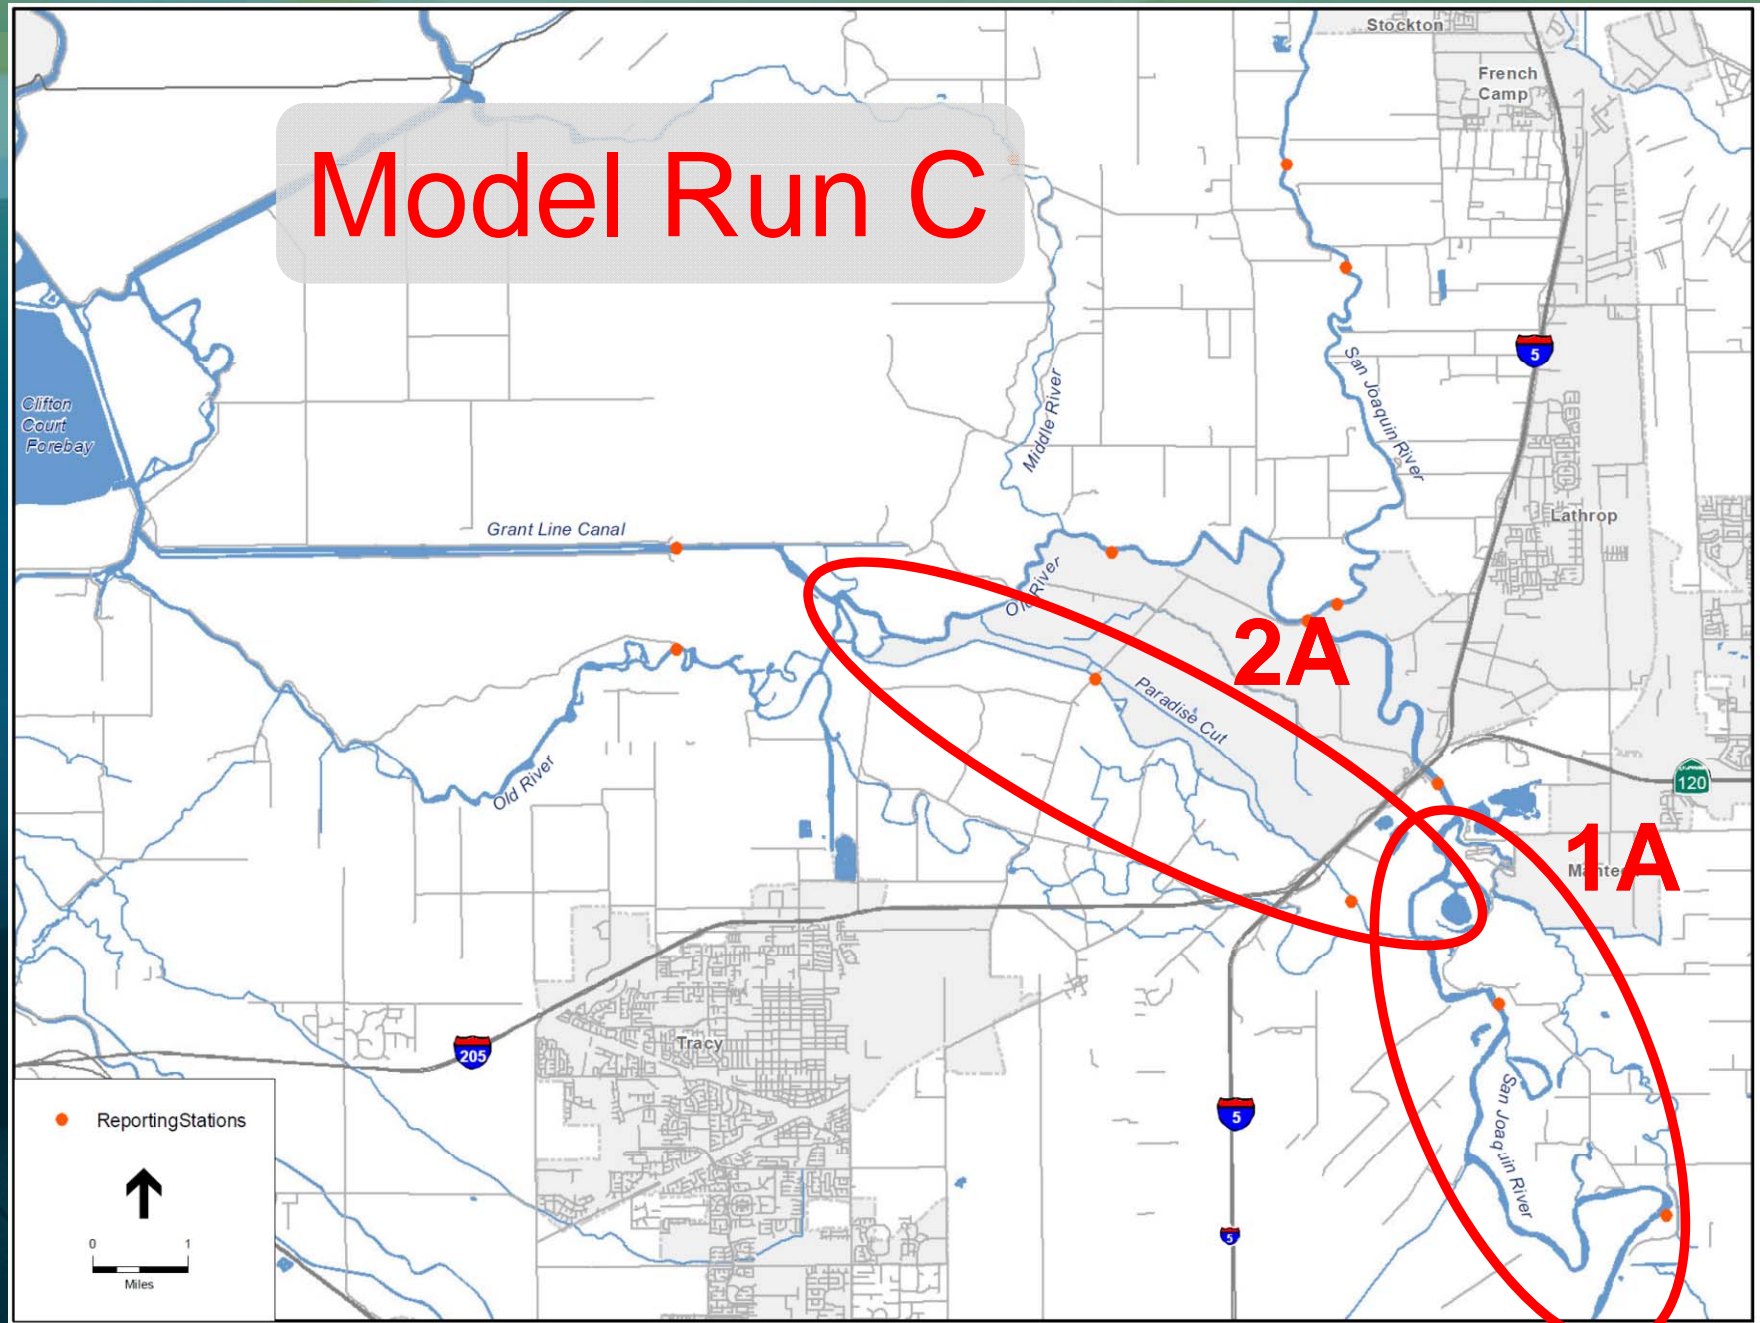 Stockton
French
Camp
Model Run C
5
San Joaquin River
Middle River
Clifton
Court
Forebay
Lathrop
Grant Line Canal
Old River
2A
Paradise Cut
Old River
120
1A
205
Tracy
5
San Joaquin River
ReportingStations
5
0 1
Miles